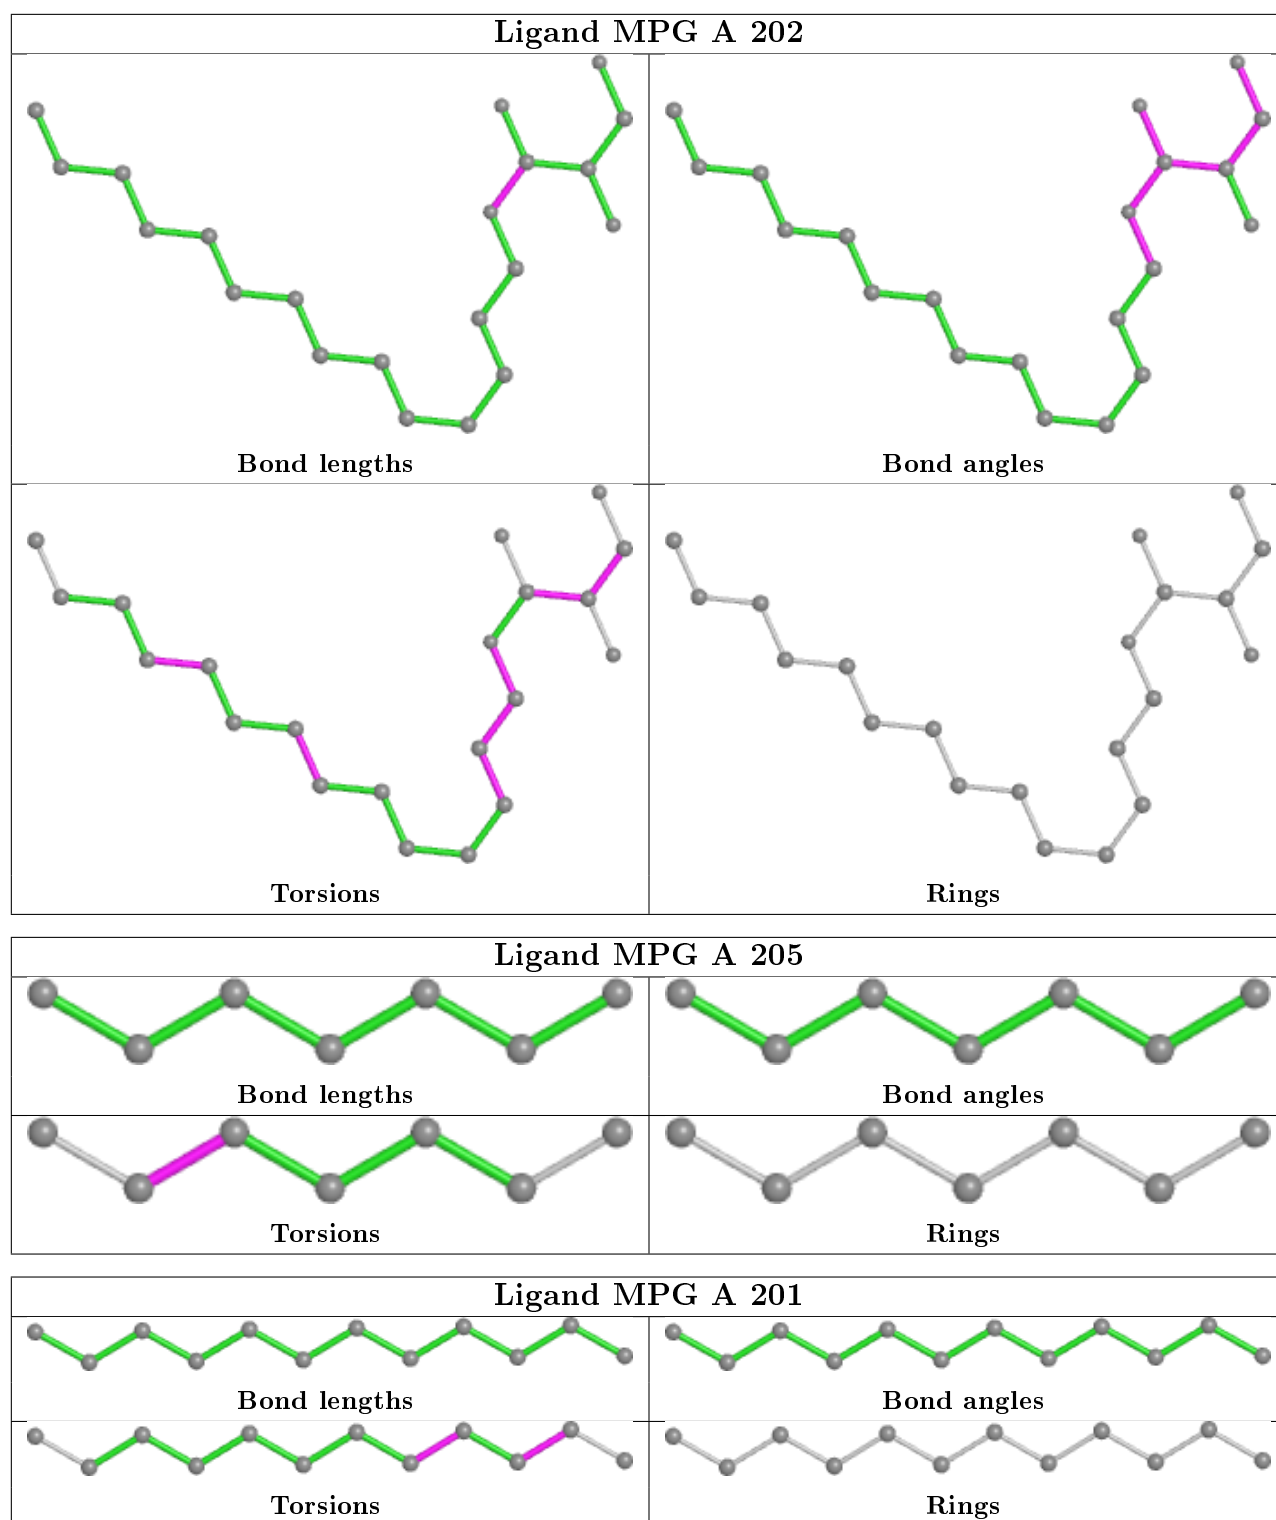 Ligand MPG A 202
Bond lengths
Bond angles
Torsions
Rings
Ligand MPG A 205
Bond lengths
Bond angles
Torsions
Rings
Ligand MPG A 201
Bond lengths
Bond angles
Torsions
Rings